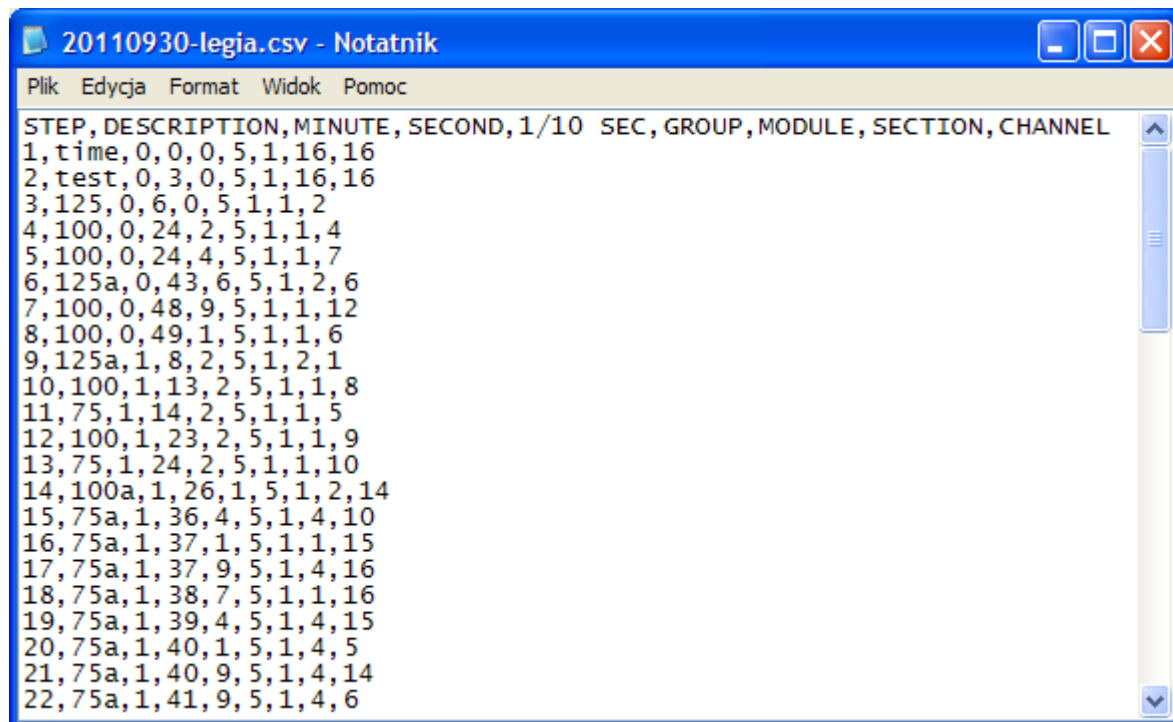 20110930-legia.csv - Notatnik
Plik Edycja Format Widok Pomoc
STEP,DESCRIPTION,MINUTE,SECOND,1/10 SEC,GROUP,MODULE,SECTION,CHANNEL
1,time,0,0,0,5,1,16,16
2,test,0,3,0,5,1,16,16
3,125,0,6,0,5,1,1,2
4,100,0,24,2,5,1,1,4
5,100,0,24,4,5,1,1,7
6,125a,0,43,6,5,1,2,6
7,100,0,48,9,5,1,1,12
8,100,0,49,1,5,1,1,6
9,125a,1,8,2,5,1,2,1
10,100,1,13,2,5,1,1,8
11,75,1,14,2,5,1,1,5
12,100,1,23,2,5,1,1,9
13,75,1,24,2,5,1,1,10
14,100a,1,26,1,5,1,2,14
15,75a,1,36,4,5,1,4,10
16,75a,1,37,1,5,1,1,15
17,75a,1,37,9,5,1,4,16
18,75a,1,38,7,5,1,1,16
19,75a,1,39,4,5,1,4,15
20,75a,1,40,1,5,1,4,5
21,75a,1,40,9,5,1,4,14
22,75a,1,41,9,5,1,4,6